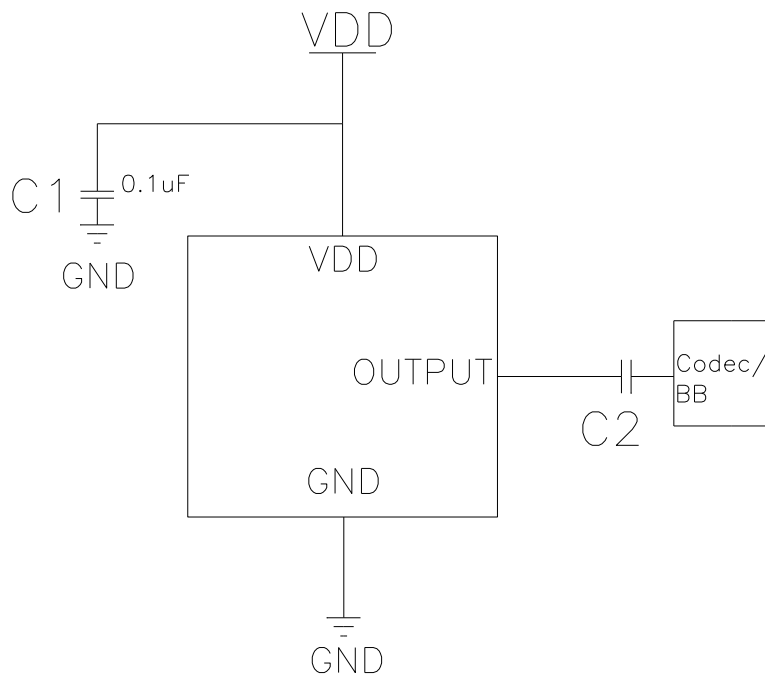 VDD
C1
0.1uF
GND
VDD
OUTPUT
Codec/
BB
C2
GND
GND